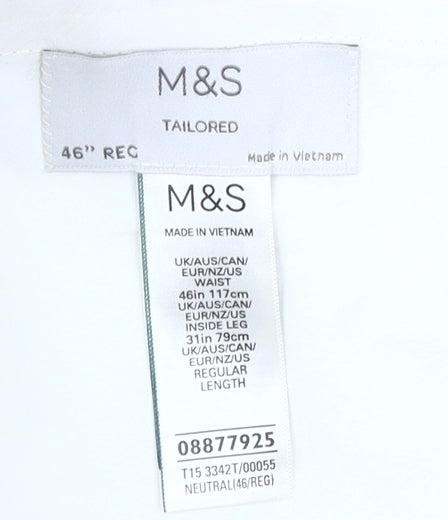 M&S
TAILORED
46" REG
Made in Vietnam
M&S
MADE IN VIETNAM
UK/AUS/CAN/
EUR/NZ/US
WAIST
46in 117cm
UK/AUS/CAN/
EUR/NZ/US
INSIDE LEG
31in 79cm
UK/AUS/CAN/
EUR/NZ/US
REGULAR
LENGTH
08877925
T15 3342T/00055
NEUTRAL(46/REG)